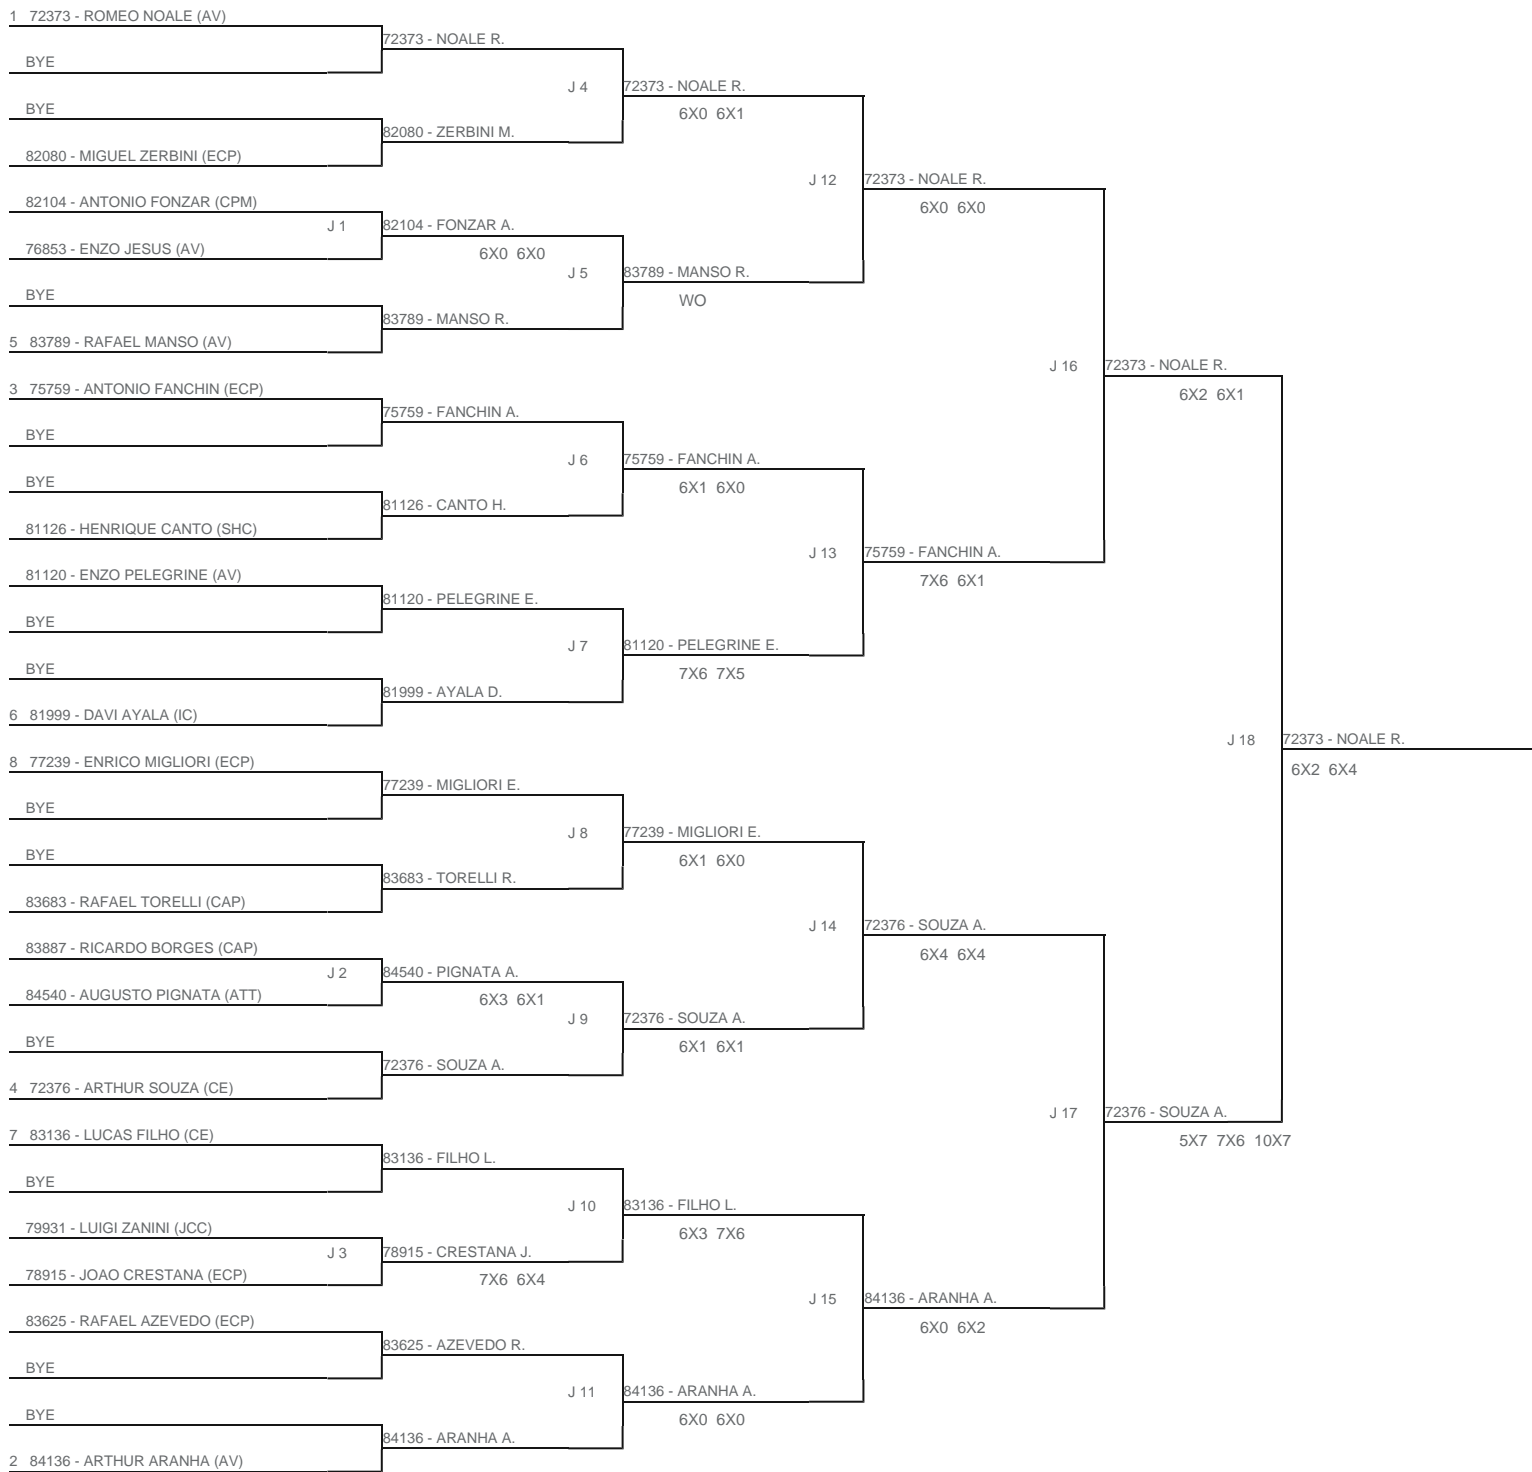 1 72373 - ROMEO NOALE (AV)
72373 - NOALE R.
BYE
J 4
72373 - NOALE R.
6X0 6X1
BYE
82080 - ZERBINI M.
82080 - MIGUEL ZERBINI (ECP)
J 12
72373 - NOALE R.
6X0 6X0
82104 - ANTONIO FONZAR (CPM)
J 1
82104 - FONZAR A.
6X0 6X0
76853 - ENZO JESUS (AV)
J 5
83789 - MANSO R.
WO
BYE
83789 - MANSO R.
5 83789 - RAFAEL MANSO (AV)
J 16
72373 - NOALE R.
6X2 6X1
3 75759 - ANTONIO FANCHIN (ECP)
75759 - FANCHIN A.
BYE
J 6
75759 - FANCHIN A.
6X1 6X0
BYE
81126 - CANTO H.
81126 - HENRIQUE CANTO (SHC)
J 13
75759 - FANCHIN A.
7X6 6X1
81120 - ENZO PELEGRINE (AV)
81120 - PELEGRINE E.
BYE
J 7
81120 - PELEGRINE E.
7X6 7X5
BYE
81999 - AYALA D.
6 81999 - DAVI AYALA (IC)
J 18
72373 - NOALE R.
6X2 6X4
8 77239 - ENRICO MIGLIORI (ECP)
77239 - MIGLIORI E.
BYE
J 8
77239 - MIGLIORI E.
6X1 6X0
BYE
83683 - TORELLI R.
83683 - RAFAEL TORELLI (CAP)
J 14
72376 - SOUZA A.
6X4 6X4
83887 - RICARDO BORGES (CAP)
J 2
84540 - PIGNATA A.
6X3 6X1
84540 - AUGUSTO PIGNATA (ATT)
J 9
72376 - SOUZA A.
6X1 6X1
BYE
72376 - SOUZA A.
4 72376 - ARTHUR SOUZA (CE)
J 17
72376 - SOUZA A.
5X7 7X6 10X7
7 83136 - LUCAS FILHO (CE)
83136 - FILHO L.
BYE
J 10
83136 - FILHO L.
6X3 7X6
79931 - LUIGI ZANINI (JCC)
J 3
78915 - CRESTANA J.
7X6 6X4
78915 - JOAO CRESTANA (ECP)
J 15
84136 - ARANHA A.
6X0 6X2
83625 - RAFAEL AZEVEDO (ECP)
83625 - AZEVEDO R.
BYE
J 11
84136 - ARANHA A.
6X0 6X0
BYE
84136 - ARANHA A.
2 84136 - ARTHUR ARANHA (AV)